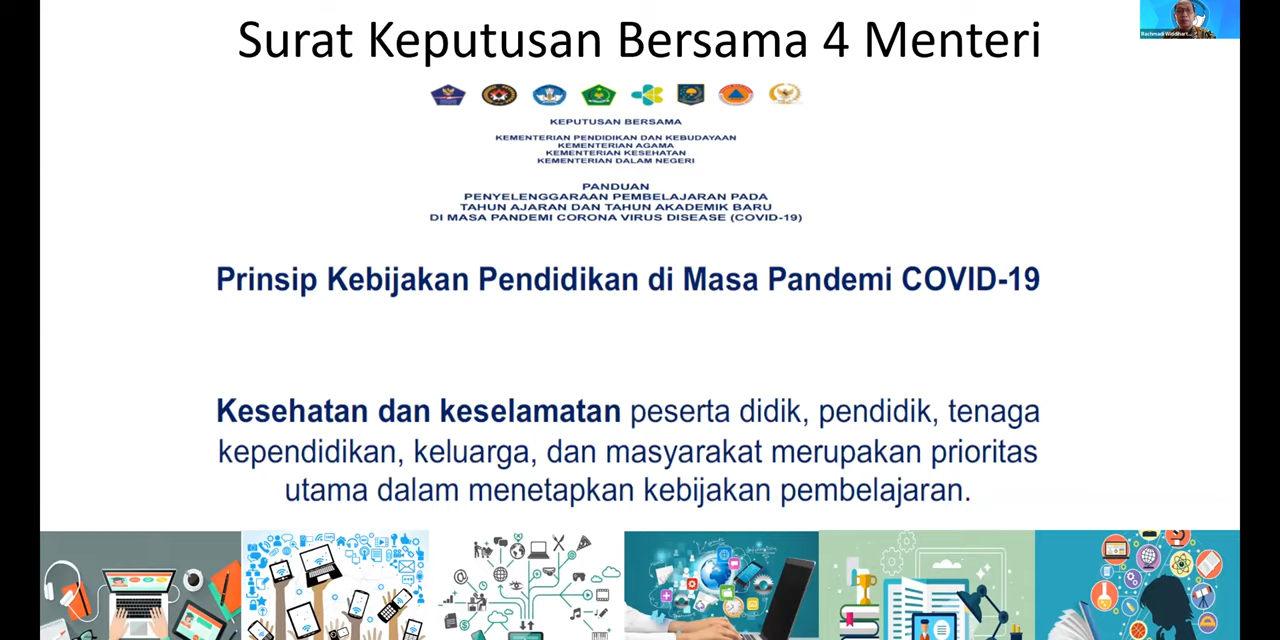 Surat Keputusan Bersama 4 Menteri
Rachmadi Widdihart...
KEPUTUSAN BERSAMA
KEMENTERIAN PENDIDIKAN DAN KEBUDAYAAN
KEMENTERIAN AGAMA
KEMENTERIAN KESEHATAN
KEMENTERIAN DALAM NEGERI
PANDUAN
PENYELENGGARAAN PEMBELAJARAN PADA
TAHUN AJARAN DAN TAHUN AKADEMIK BARU
DI MASA PANDEMI CORONA VIRUS DISEASE (COVID-19)
Prinsip Kebijakan Pendidikan di Masa Pandemi COVID-19
Kesehatan dan keselamatan peserta didik, pendidik, tenaga
kependidikan, keluarga, dan masyarakat merupakan prioritas
utama dalam menetapkan kebijakan pembelajaran.